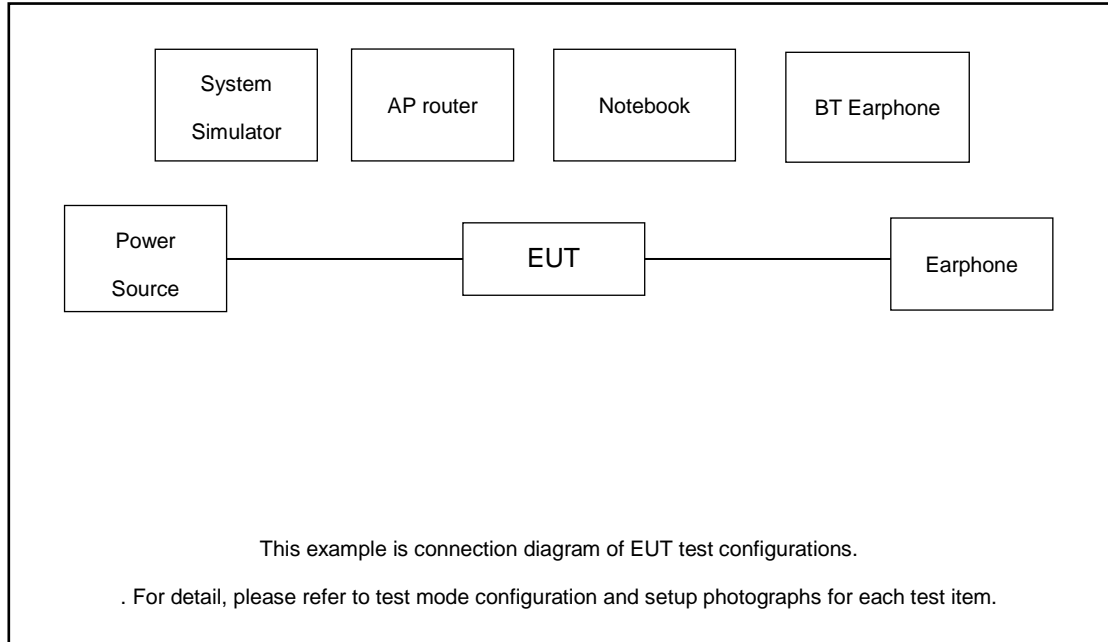 System
Simulator
AP router
Notebook
BT Earphone
Power
Source
EUT
Earphone
This example is connection diagram of EUT test configurations.
. For detail, please refer to test mode configuration and setup photographs for each test item.